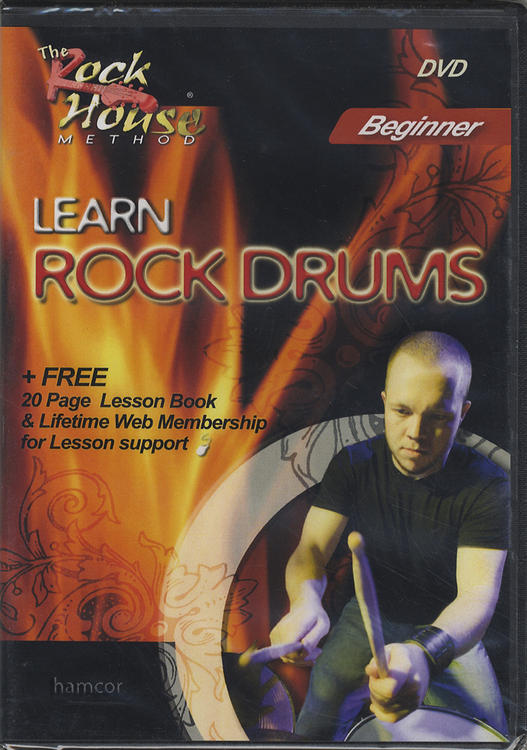 The
Rock
House®
METHOD
DVD
Beginner
LEARN
ROCK DRUMS
+ FREE
20 Page Lesson Book
& Lifetime Web Membership
for Lesson support
hamcor